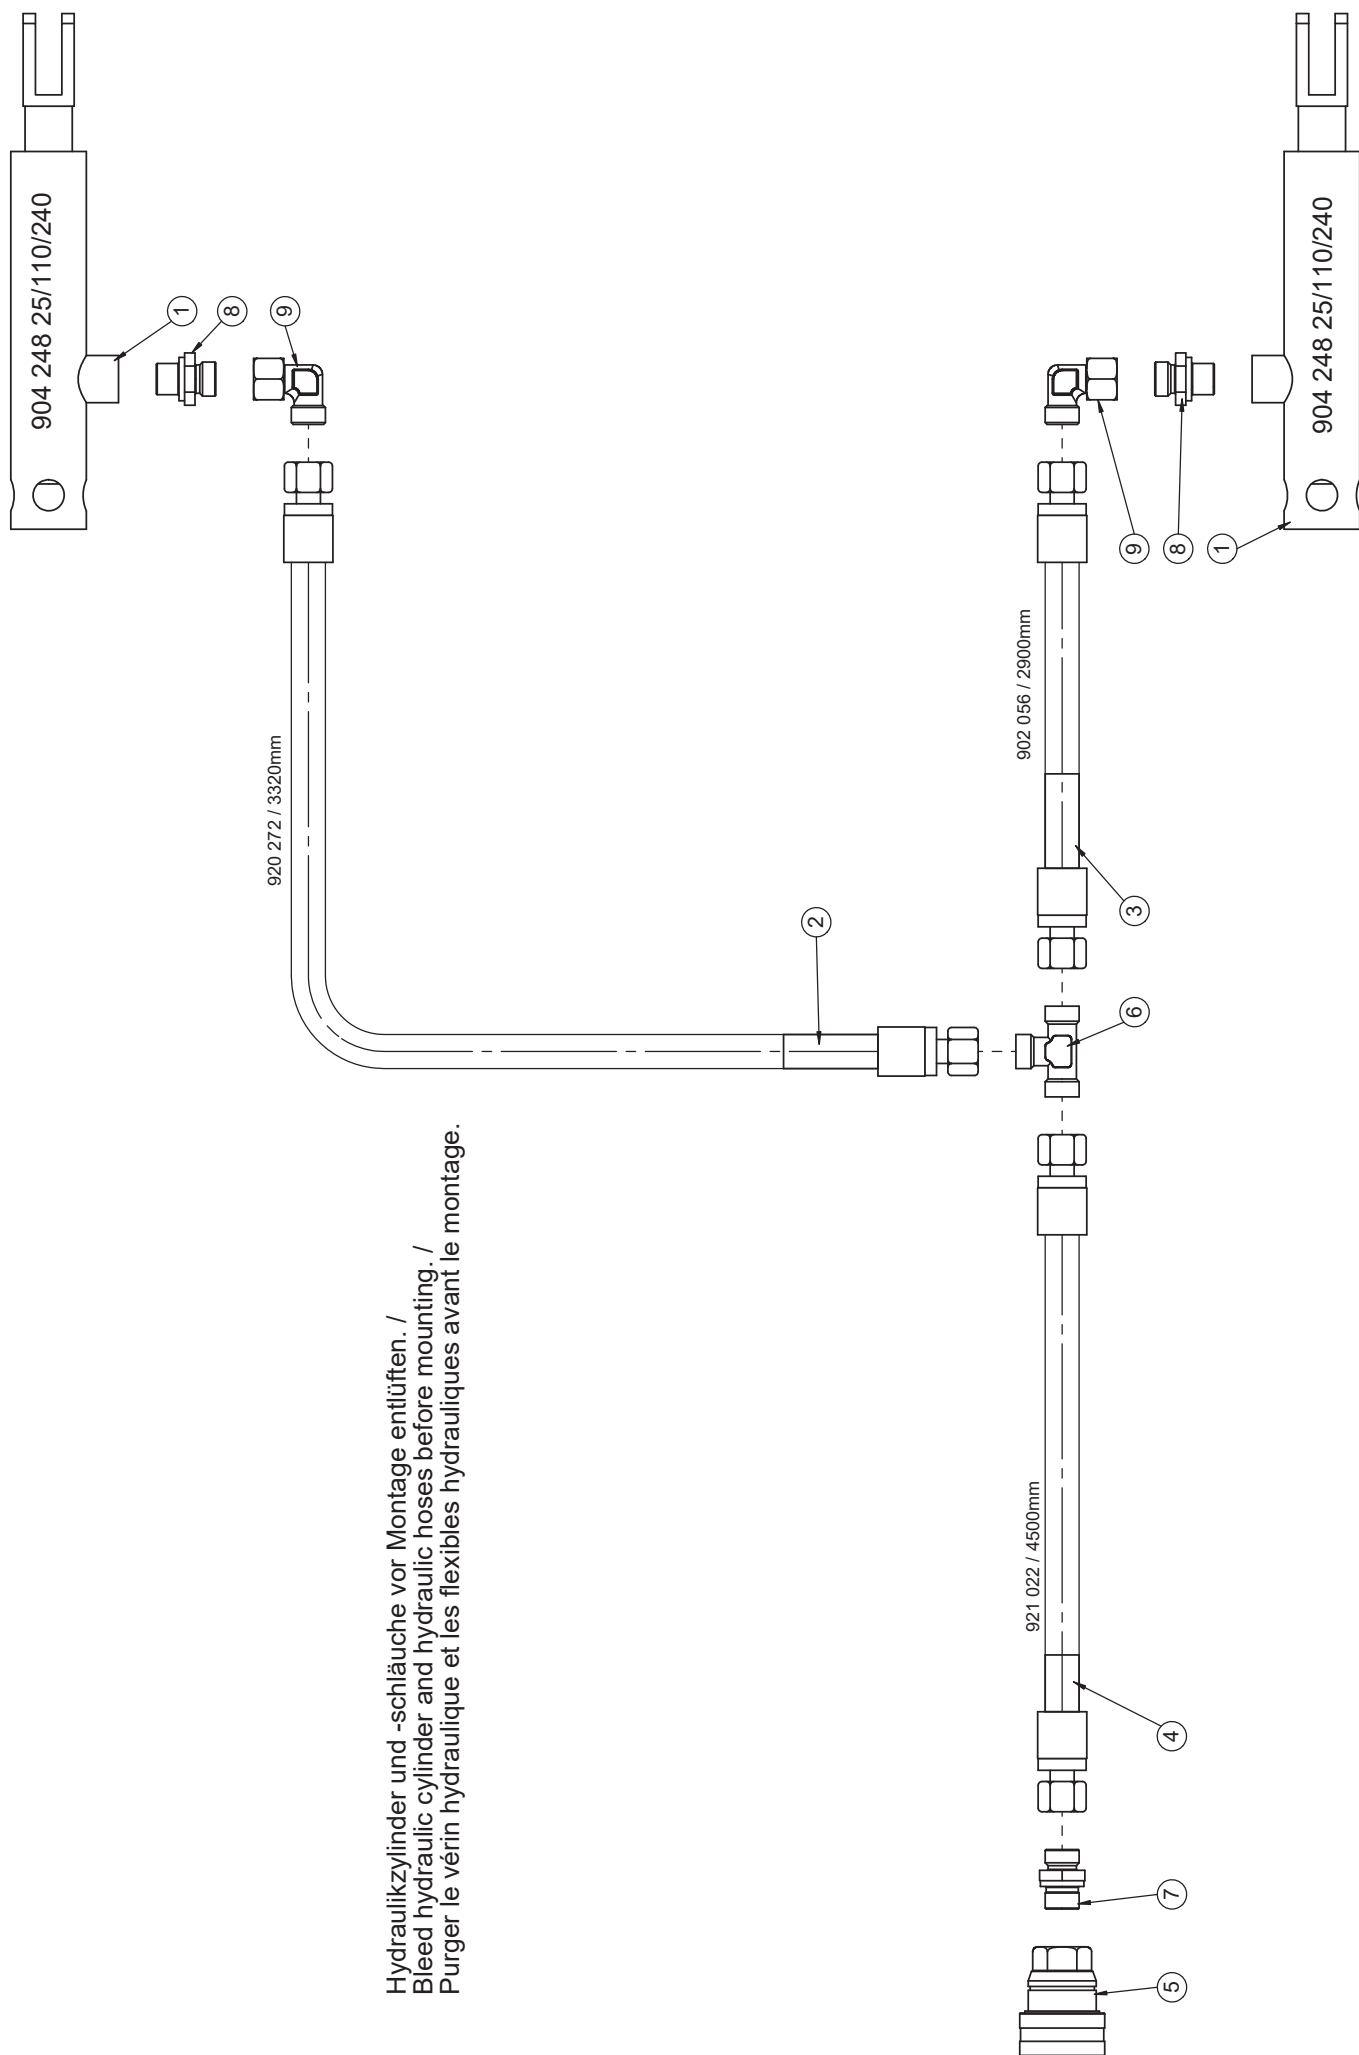 904 248 25/110/240
1
8
9
920 272 / 3320mm
2
904 248 25/110/240
9
8
1
902 056 / 2900mm
3
6
921 022 / 4500mm
4
7
5
Hydraulikzylinder und -schläuche vor Montage entlüften. /
Bleed hydraulic cylinder and hydraulic hoses before mounting. /
Purger le vérin hydraulique et les flexibles hydrauliques avant le montage.